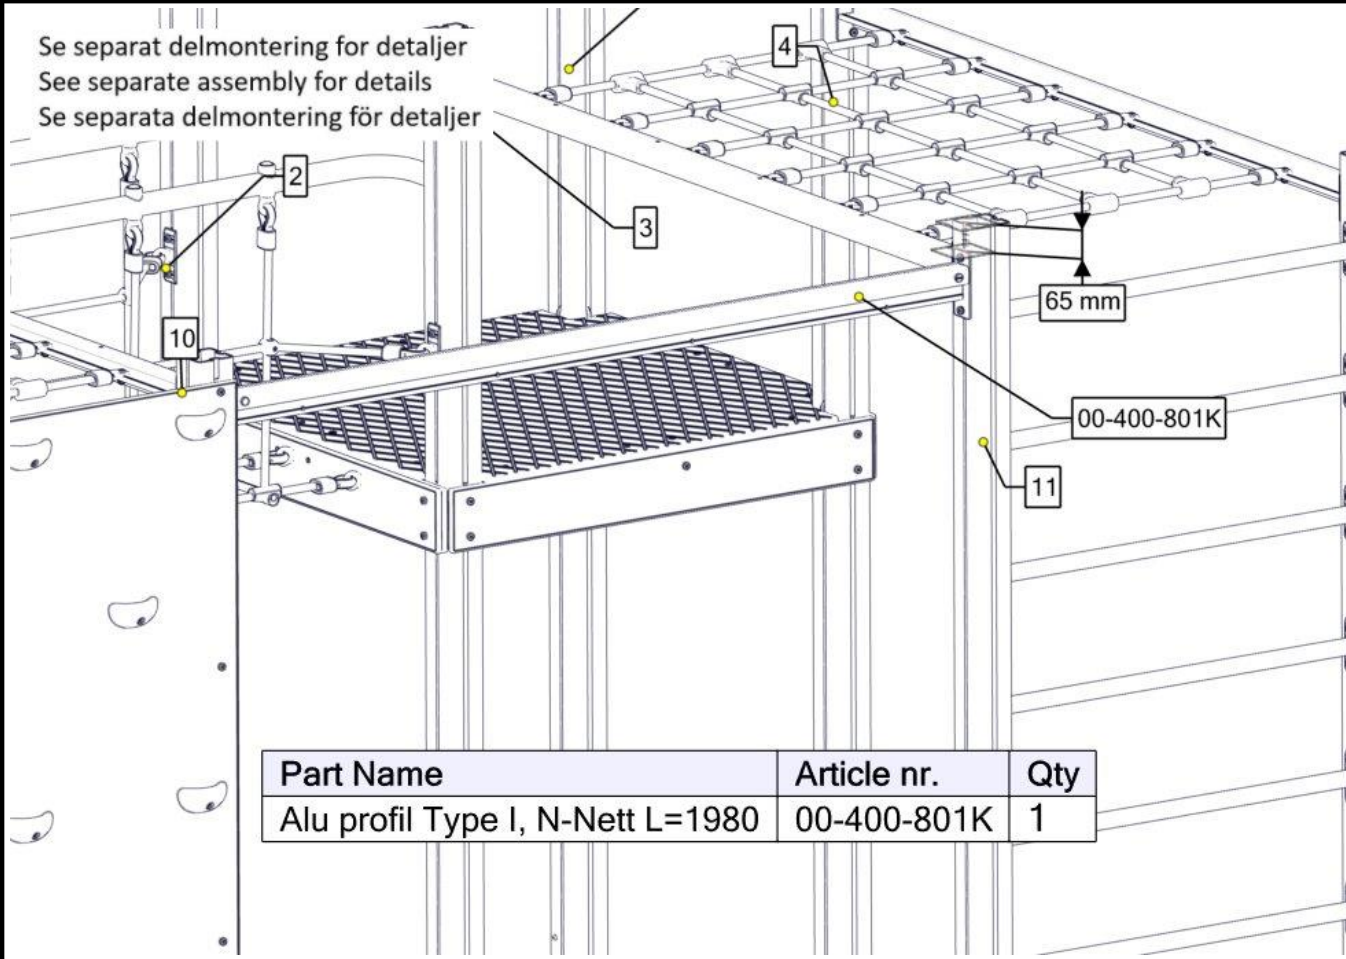 Se separat delmontering for detaljer
See separate assembly for details
Se separata delmontering för detaljer
4
2
3
65 mm
10
00-400-801K
11
Part Name Article nr. Qty
Alu profil Type I, N-Nett L=1980 00-400-801K 1